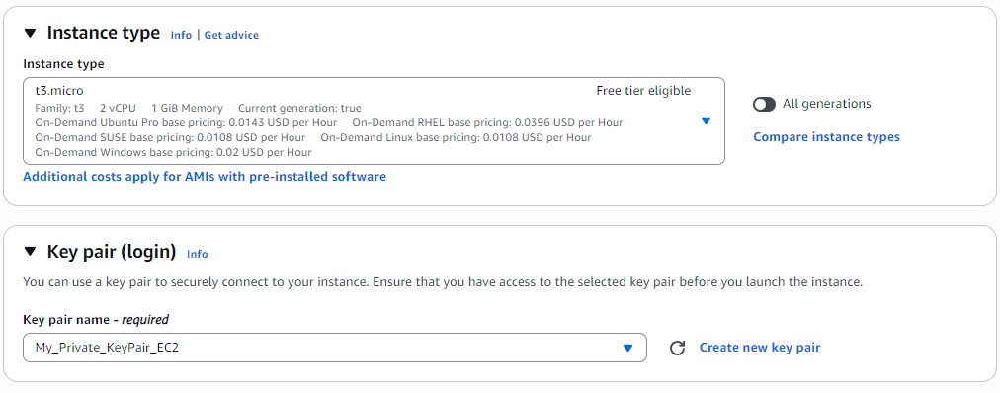 Instance type Info | Get advice
Instance type
t3.micro Free tier eligible
Family: t3 2 vCPU 1 GiB Memory Current generation: true
On-Demand Ubuntu Pro base pricing: 0.0143 USD per Hour On-Demand RHEL base pricing: 0.0396 USD per Hour
On-Demand SUSE base pricing: 0.0108 USD per Hour On-Demand Linux base pricing: 0.0108 USD per Hour
On-Demand Windows base pricing: 0.02 USD per Hour
All generations
Compare instance types
Additional costs apply for AMIs with pre-installed software
Key pair (login) Info
You can use a key pair to securely connect to your instance. Ensure that you have access to the selected key pair before you launch the instance.
Key pair name - required
My_Private_KeyPair_EC2
Create new key pair